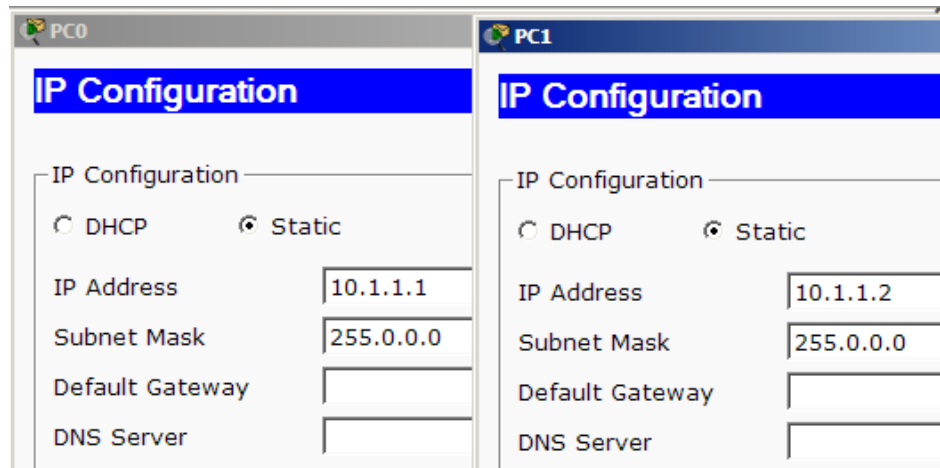 PC0
IP Configuration
IP Configuration
DHCP Static
IP Address 10.1.1.1
Subnet Mask 255.0.0.0
Default Gateway
DNS Server
PC1
IP Configuration
IP Configuration
DHCP Static
IP Address 10.1.1.2
Subnet Mask 255.0.0.0
Default Gateway
DNS Server